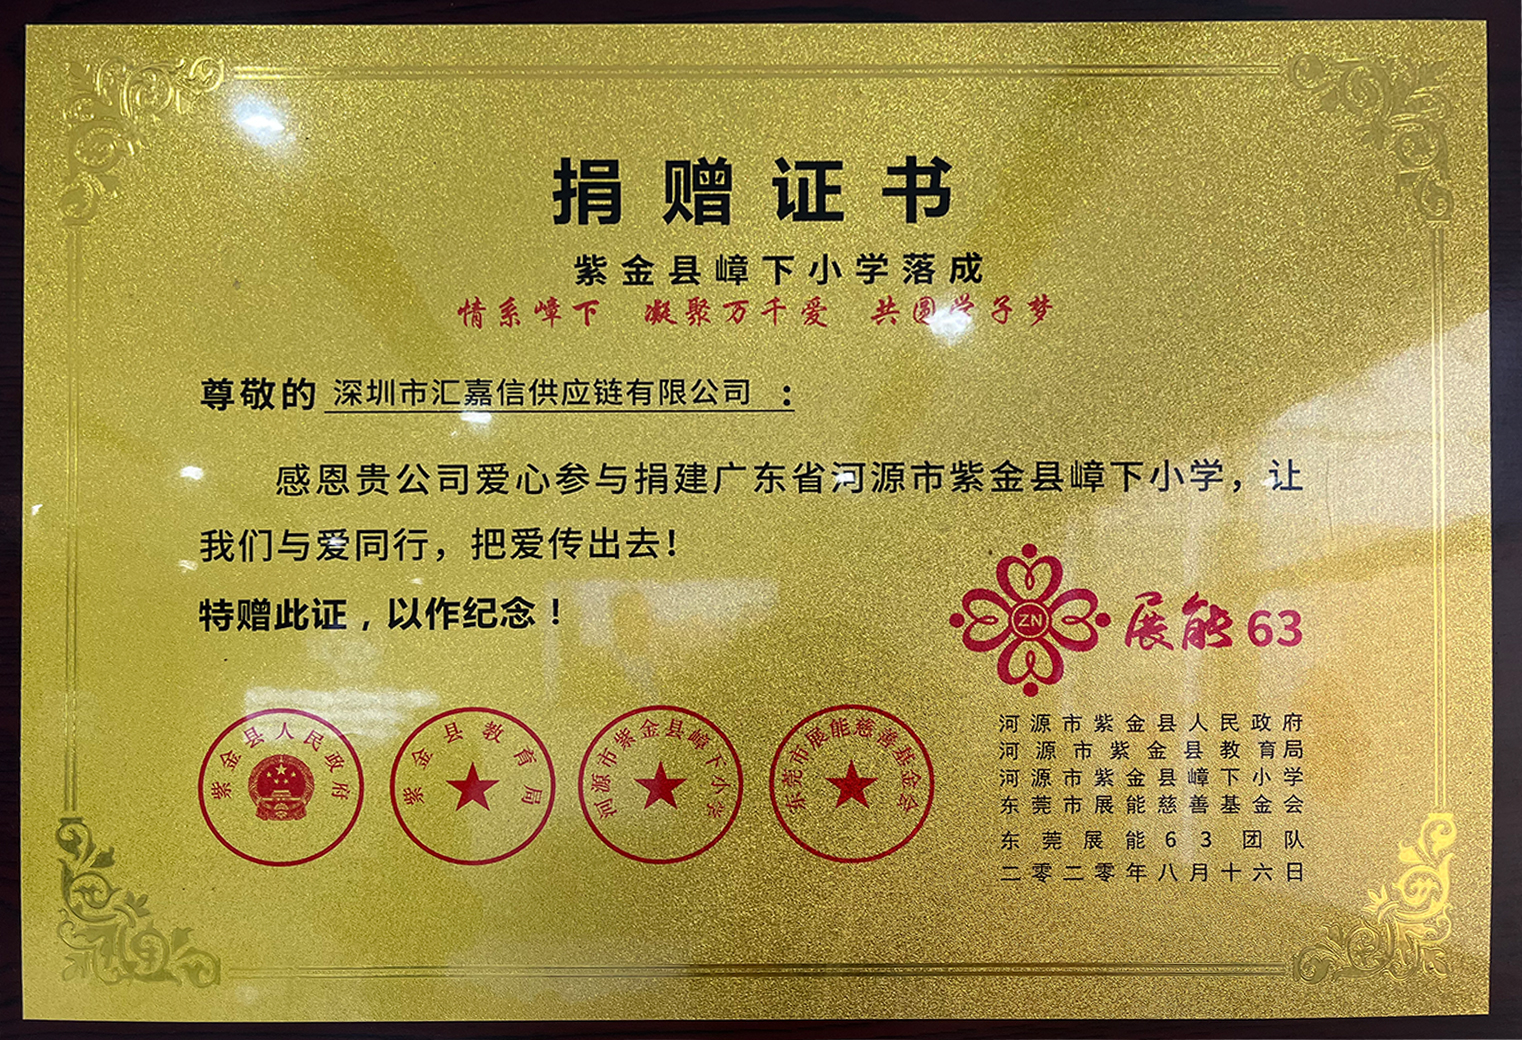 捐赠证书
紫金县嶂下小学落成
情系嶂下 凝聚万千爱 共圆学子梦
尊敬的 深圳市汇嘉信供应链有限公司 :
感恩贵公司爱心参与捐建广东省河源市紫金县嶂下小学，让
我们与爱同行，把爱传出去！
特赠此证，以作纪念！
ZN
展能63
紫金县人民政府
紫金县教育局
河源市紫金县嶂下小学
东莞市展能慈善基金会
河源市紫金县人民政府
河源市紫金县教育局
河源市紫金县嶂下小学
东莞市展能慈善基金会
东莞展能63团队
二零二零年八月十六日